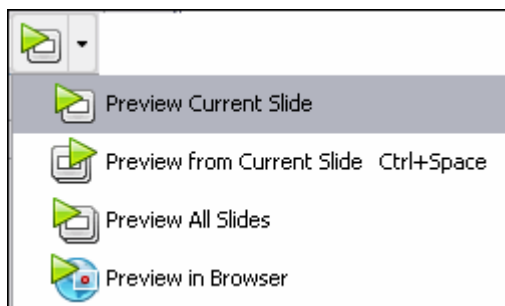 Preview Current Slide
Preview from Current Slide Ctrl+Space
Preview All Slides
Preview in Browser